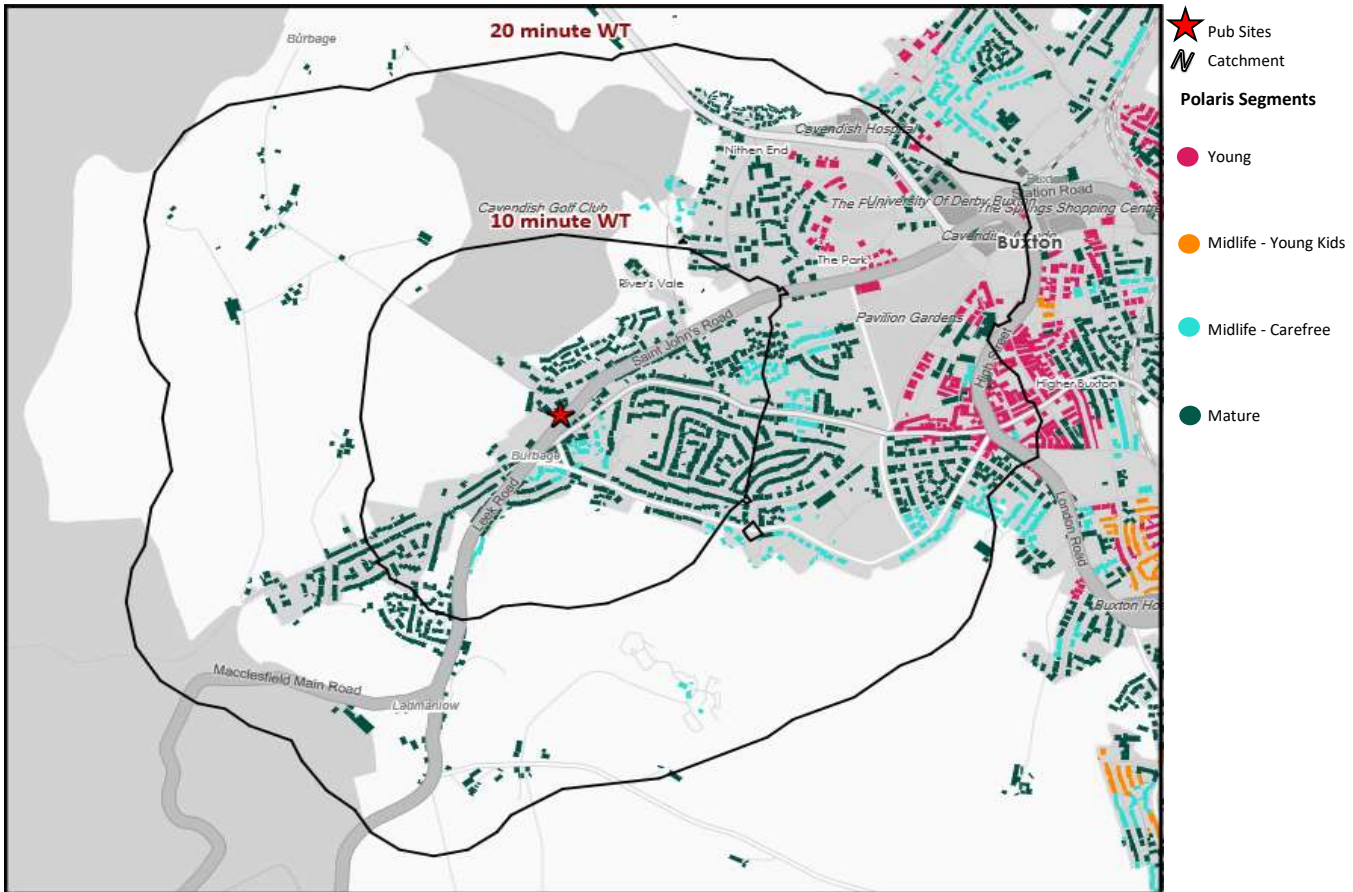 20 minute WT
Burbage
Cavendish Hospital
Nithen End
Buxton
Station Road
The Springs Shopping Centre
University Of Derby Buxton
Cavendish Golf Club
10 minute WT
Buxton
The Park
River's Vale
Pavilion Gardens
Saint John's Road
High Street
Higher Buxton
Burbage
Leek Road
London Road
Macclesfield Main Road
Ladmanlow
Pub Sites
Catchment
Polaris Segments
Young
Midlife - Young Kids
Midlife - Carefree
Mature